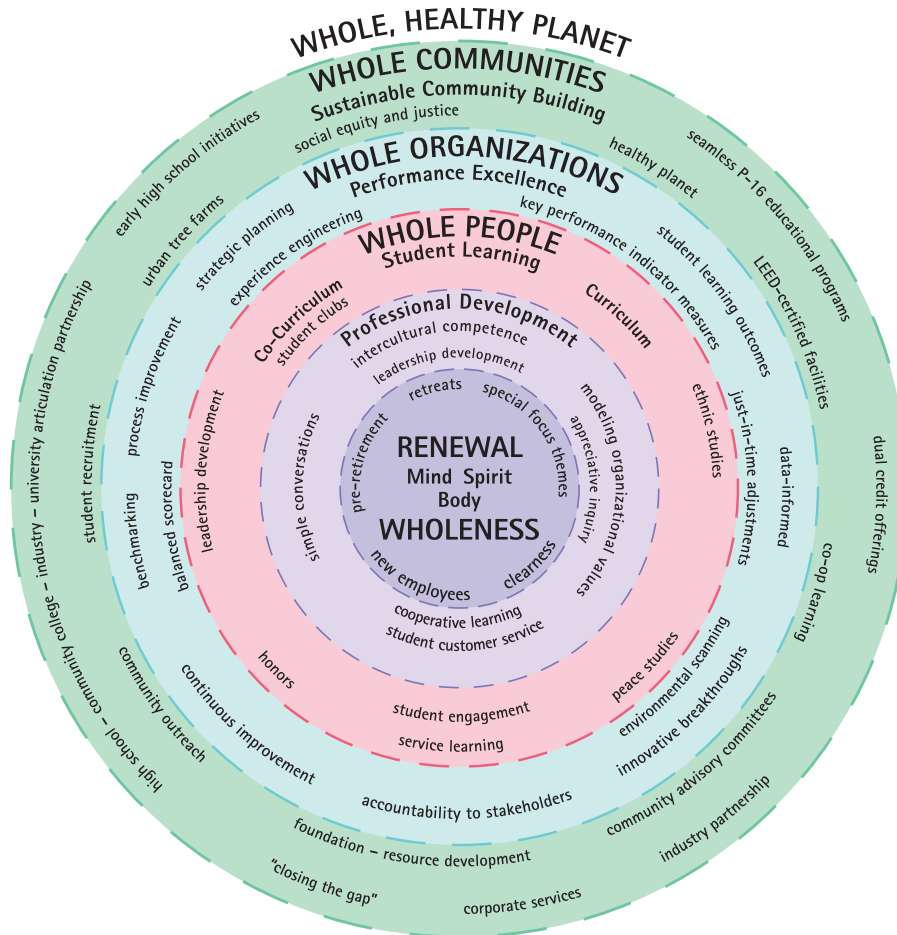 WHOLE, HEALTHY PLANET
WHOLE COMMUNITIES
Sustainable Community Building
social equity and justice
early high school initiatives
healthy planet
seamless P-16 educational programs
urban tree farms
LEED-certified facilities
high school – community college – industry – university articulation partnership
student recruitment
dual credit offerings
co-op learning
community outreach
community advisory committees
industry partnership
foundation – resource development
"closing the gap"
corporate services
WHOLE ORGANIZATIONS
Performance Excellence
strategic planning
experience engineering
key performance indicator measures
student learning outcomes
process improvement
just-in-time adjustments
data-informed
benchmarking
balanced scorecard
environmental scanning
innovative breakthroughs
continuous improvement
accountability to stakeholders
WHOLE PEOPLE
Student Learning
Co-Curriculum
student clubs
Curriculum
ethnic studies
leadership development
honors
peace studies
student engagement
service learning
Professional Development
intercultural competence
leadership development
modeling organizational values
appreciative inquiry
simple conversations
cooperative learning
student customer service
retreats
special focus themes
pre-retirement
RENEWAL
Mind Spirit
Body
WHOLENESS
new employees
clearness